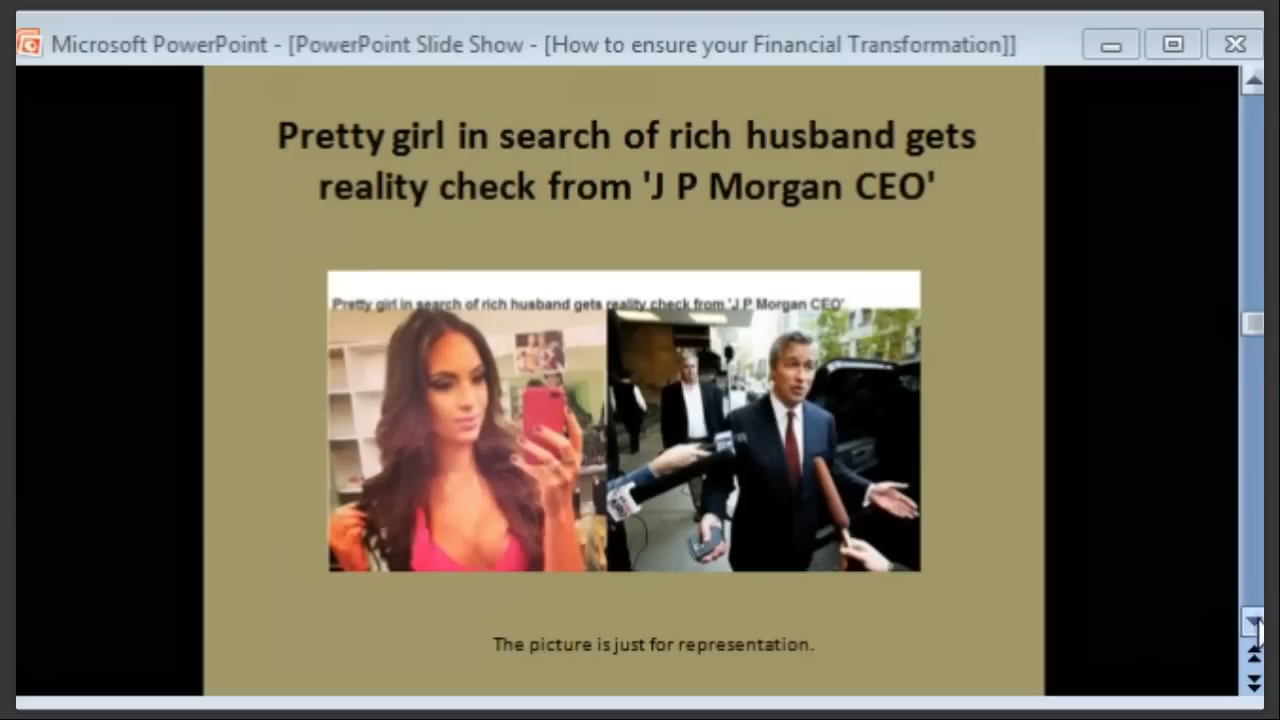 Microsoft PowerPoint - [PowerPoint Slide Show - [How to ensure your Financial Transformation]]
Pretty girl in search of rich husband gets
reality check from 'J P Morgan CEO'
Pretty girl in search of rich husband gets reality check from 'J P Morgan CEO'
The picture is just for representation.